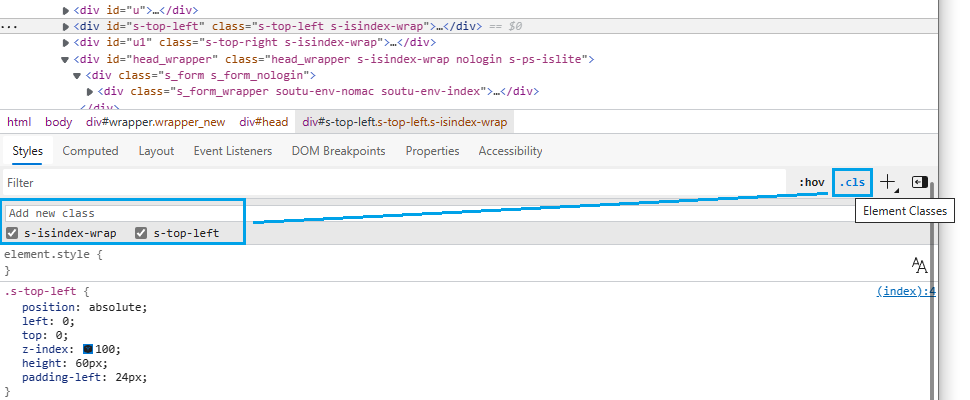 <div id="u">…</div>
... <div id="s-top-left" class="s-top-left s-isindex-wrap">…</div> == $0
<div id="u1" class="s-top-right s-isindex-wrap">…</div>
<div id="head_wrapper" class="head_wrapper s-isindex-wrap nologin s-ps-islite">
<div class="s_form s_form_nologin">
<div class="s_form_wrapper soutu-env-nomac soutu-env-index">…</div>
</div>
html body div#wrapper.wrapper_new div#head div#s-top-left.s-top-left.s-isindex-wrap
Styles Computed Layout Event Listeners DOM Breakpoints Properties Accessibility
Filter :hov .cls
Add new class Element Classes
s-isindex-wrap s-top-left
element.style {
}
.s-top-left { (index):4
position: absolute;
left: 0;
top: 0;
z-index: 100;
height: 60px;
padding-left: 24px;
}